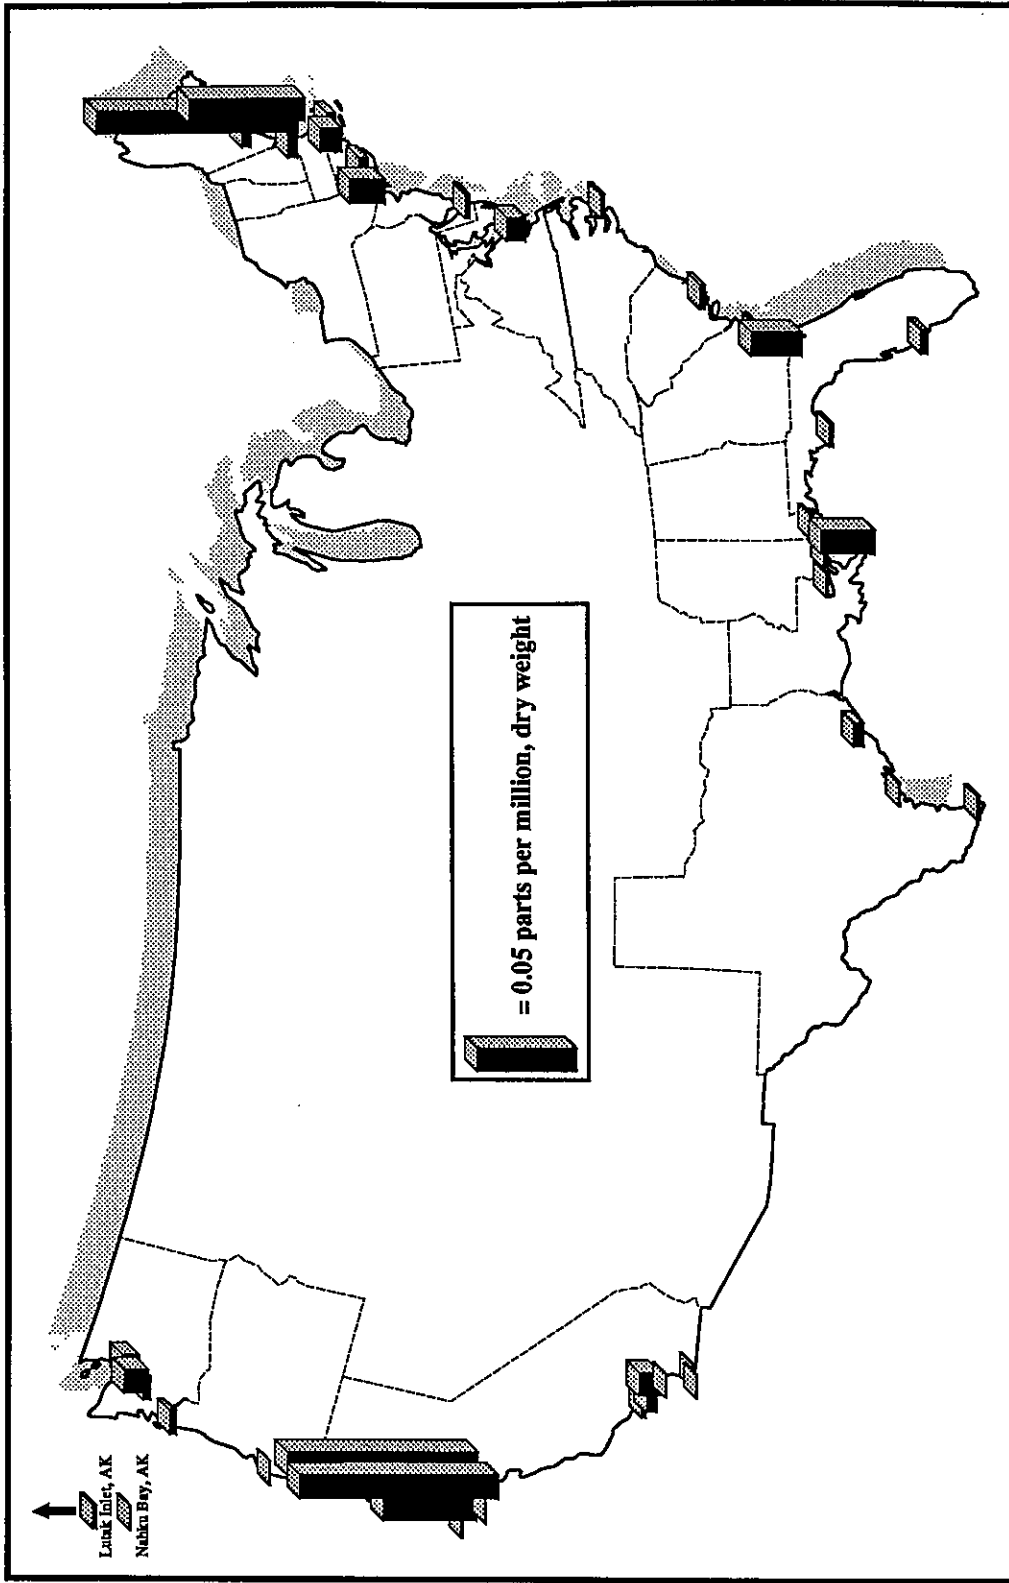 Lutak Inlet, AK
Nahku Bay, AK
= 0.05 parts per million, dry weight